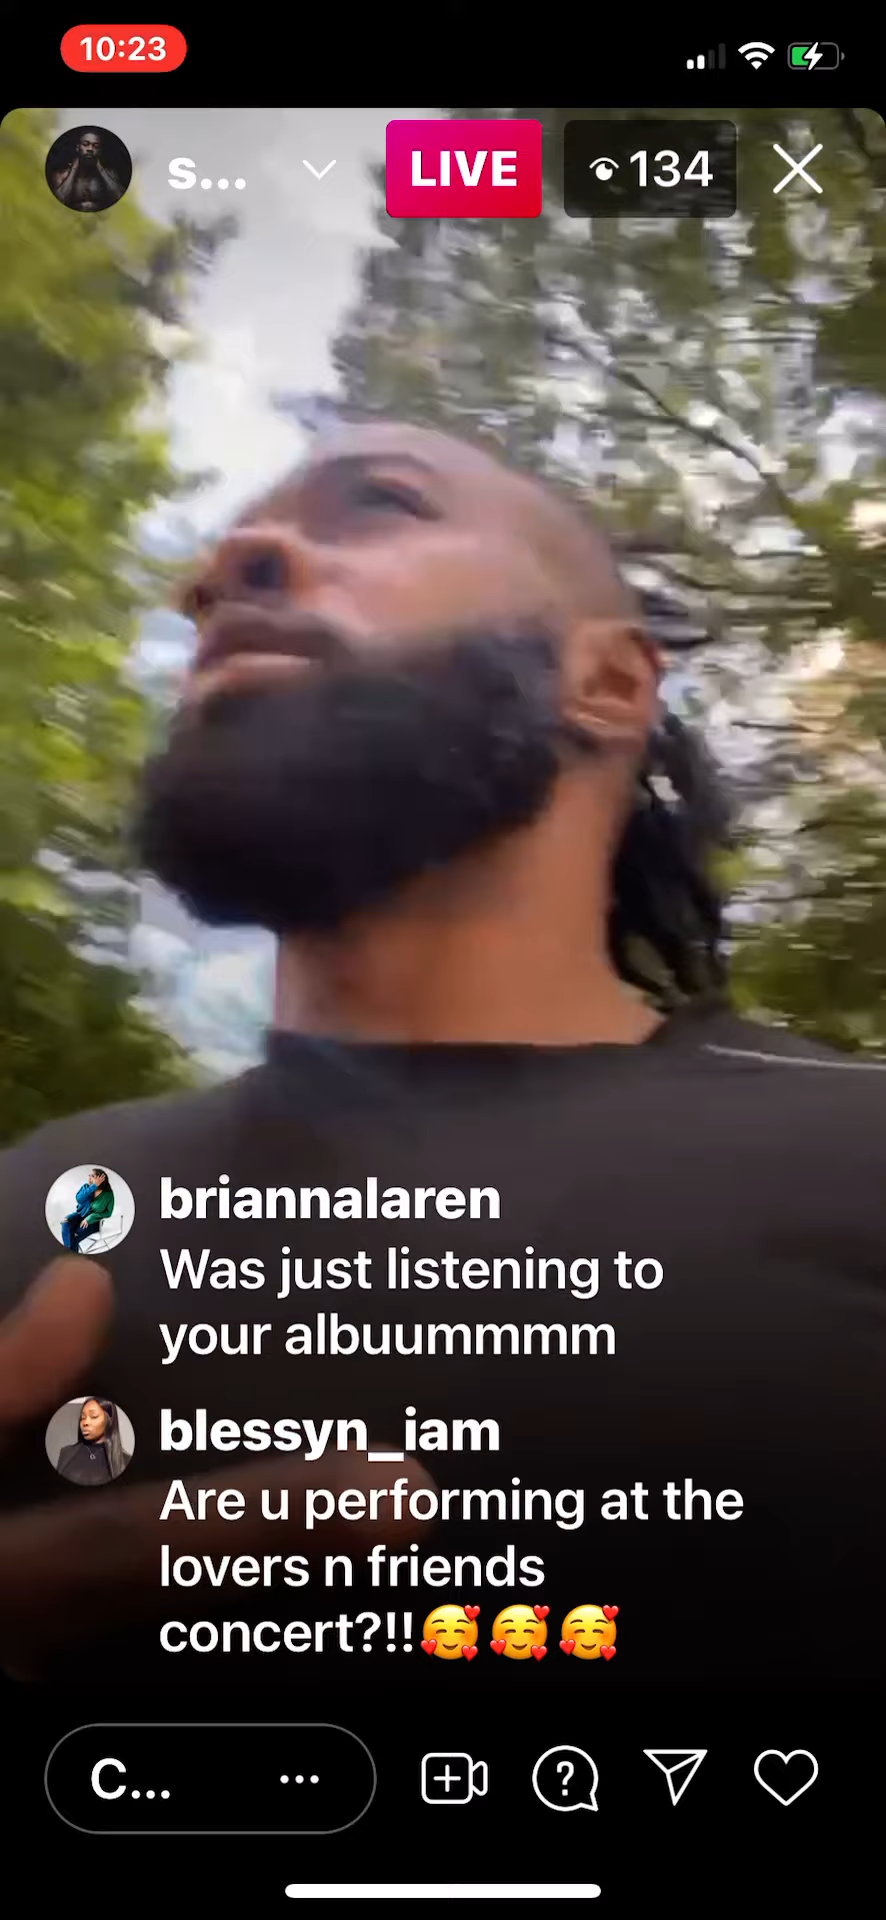 10:23
s...
LIVE
134
briannalaren
Was just listening to
your albuummmm
blessyn_iam
Are u performing at the
lovers n friends
concert?!!🥰🥰🥰
C...